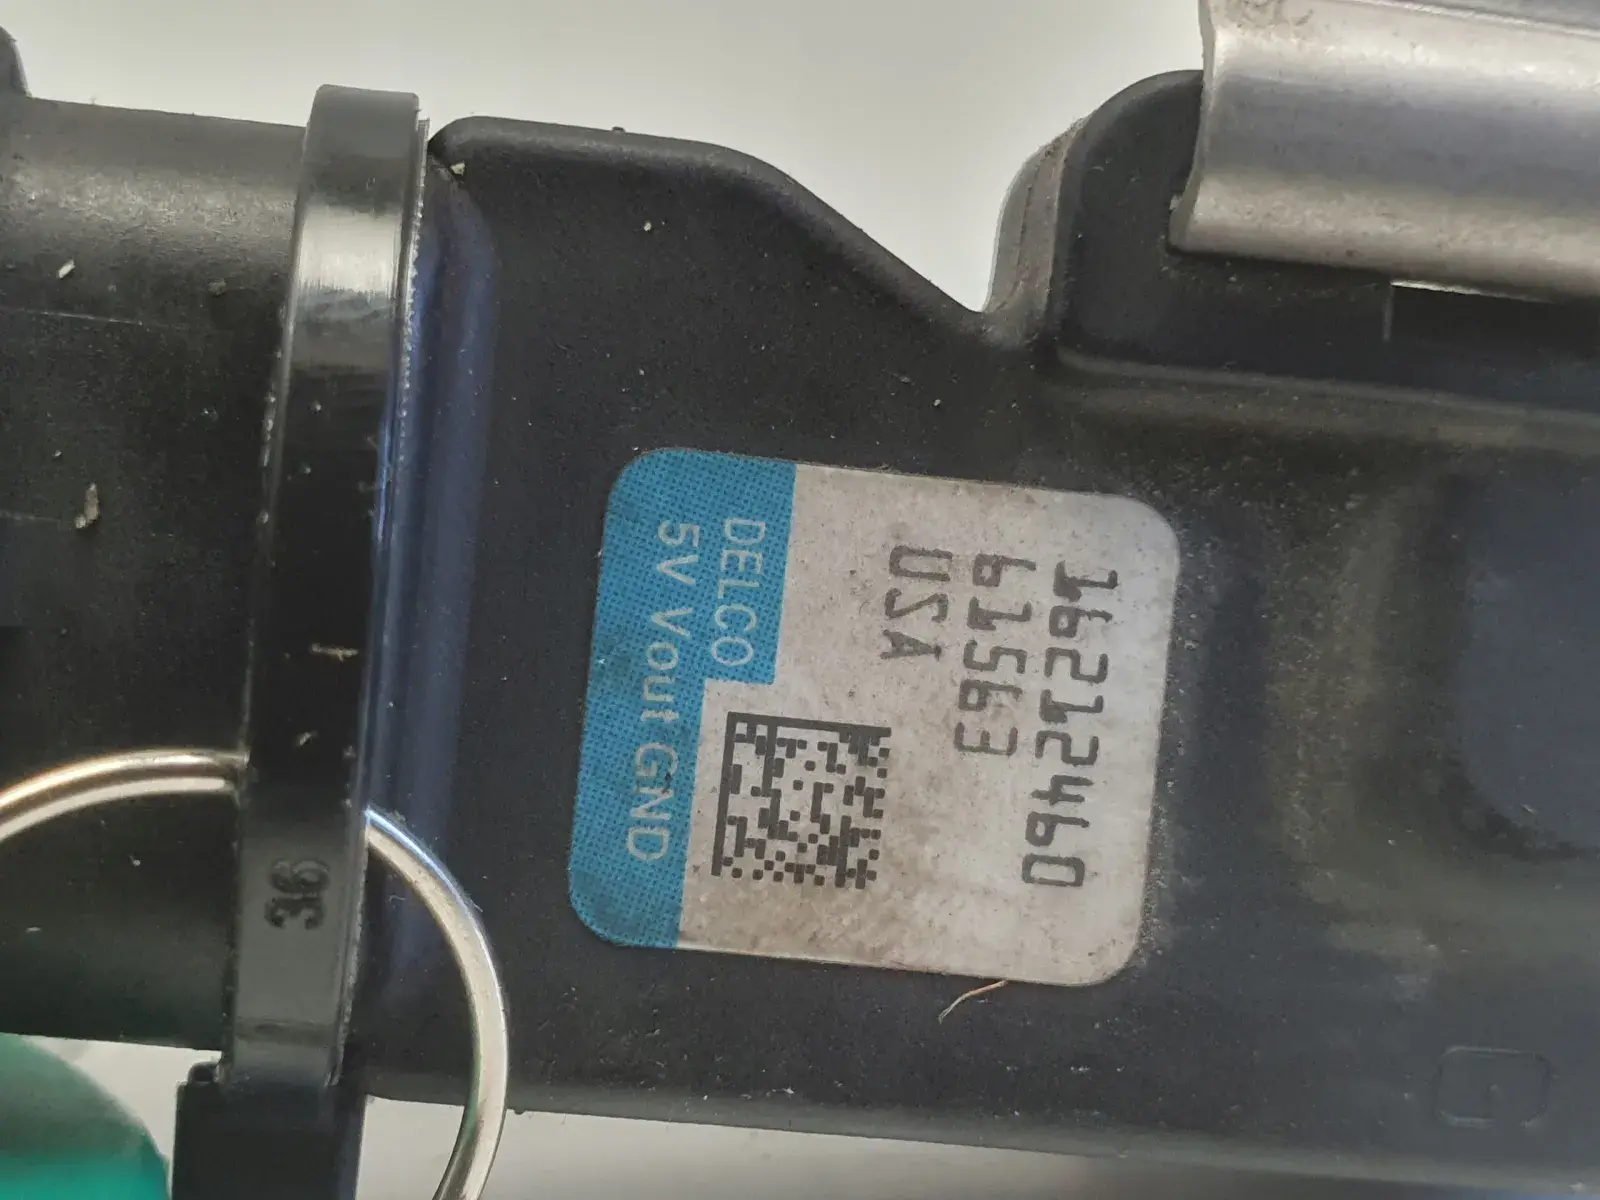 16212460
61563
USA
DELCO
5V Vout GND
36